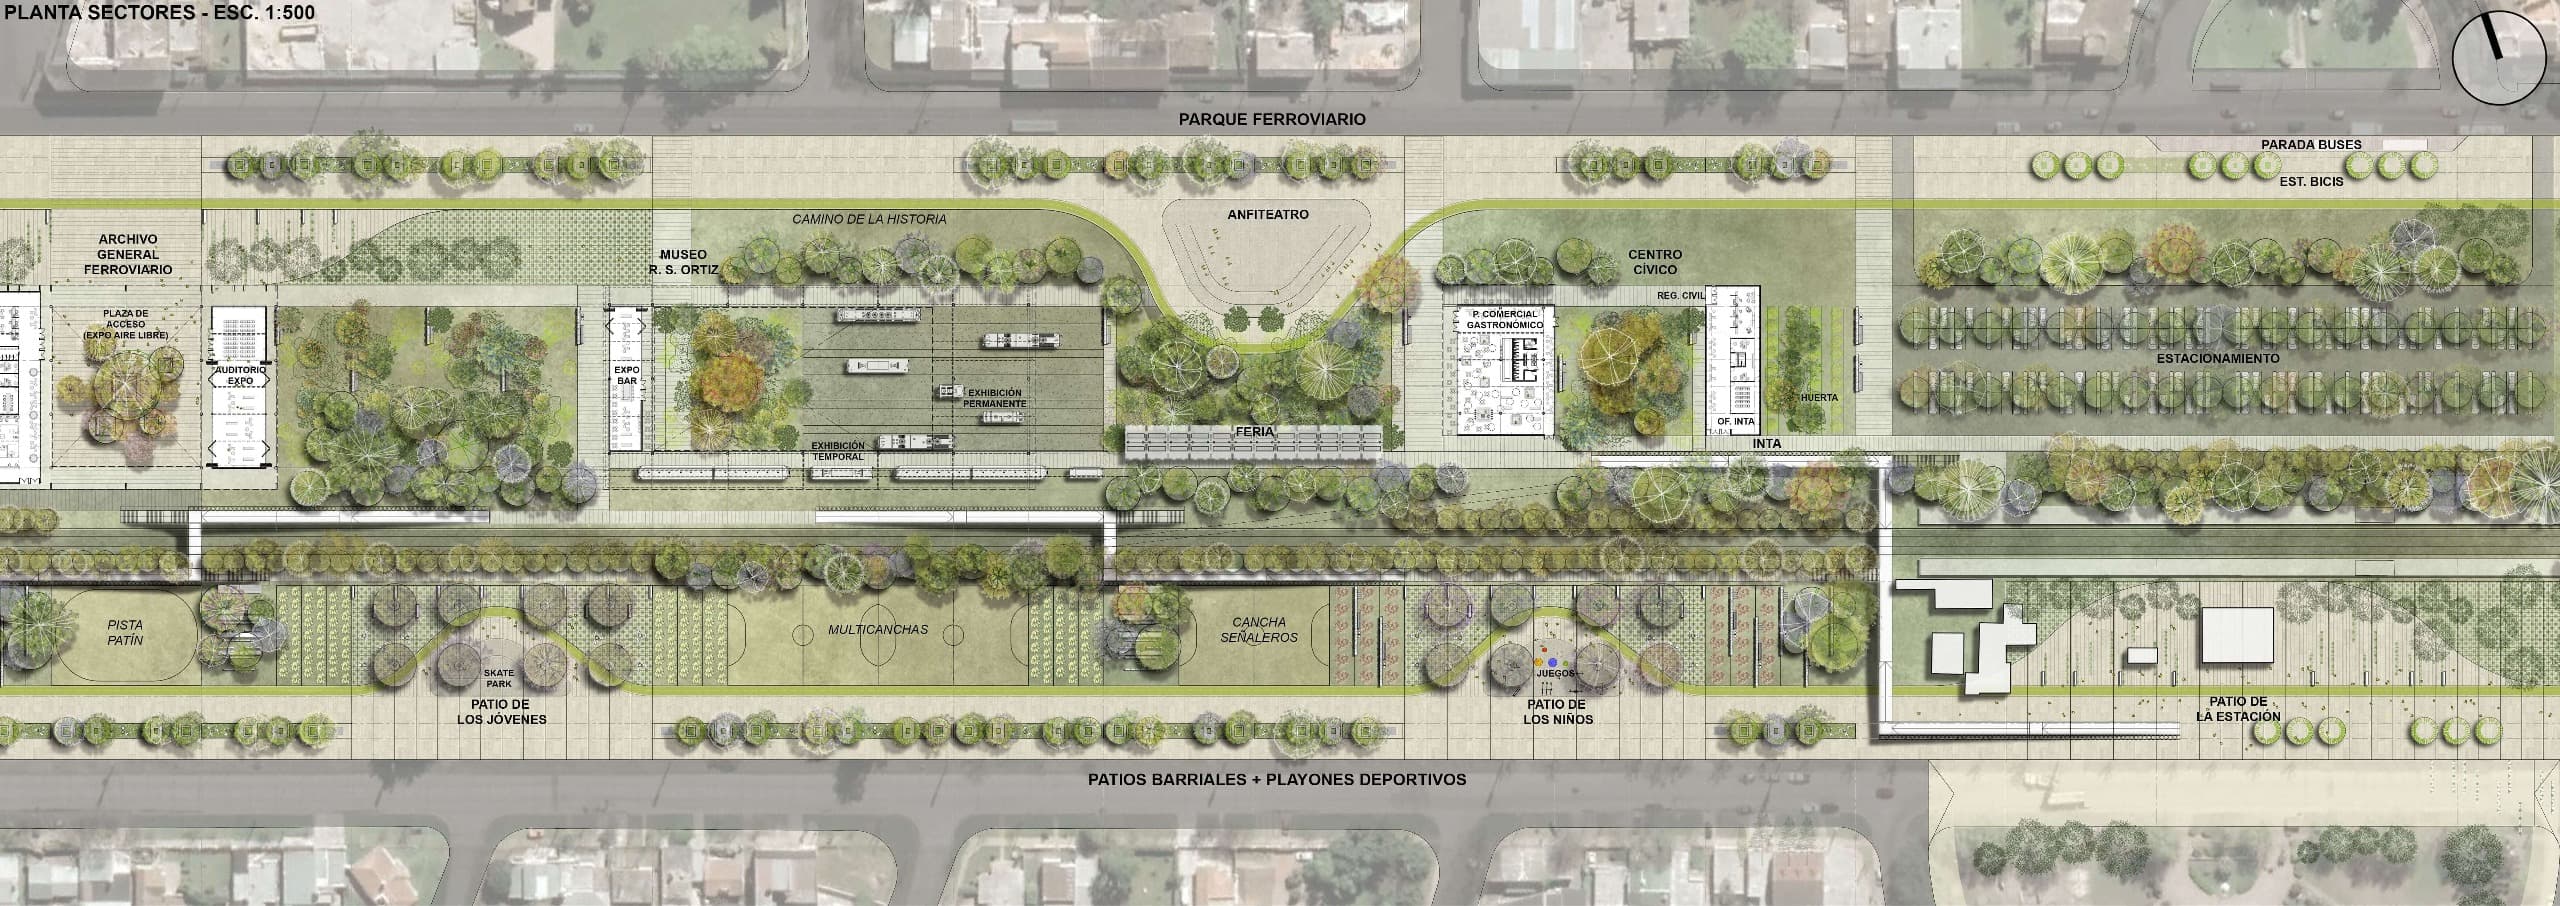 PLANTA SECTORES - ESC. 1:500
PARQUE FERROVIARIO
PARADA BUSES
EST. BICIS
CAMINO DE LA HISTORIA
ANFITEATRO
ARCHIVO
GENERAL
FERROVIARIO
MUSEO
R. S. ORTIZ
CENTRO
CÍVICO
REG. CIVIL
PLAZA DE
ACCESO
(EXPO AIRE LIBRE)
P. COMERCIAL
GASTRONÓMICO
ESTACIONAMIENTO
AUDITORIO
EXPO
EXPO
BAR
EXHIBICIÓN
PERMANENTE
HUERTA
OF. INTA
FERIA
INTA
EXHIBICIÓN
TEMPORAL
PISTA
PATÍN
MULTICANCHAS
CANCHA
SEÑALEROS
SKATE
PARK
JUEGOS
PATIO DE
LOS JÓVENES
PATIO DE
LOS NIÑOS
PATIO DE
LA ESTACIÓN
PATIOS BARRIALES + PLAYONES DEPORTIVOS